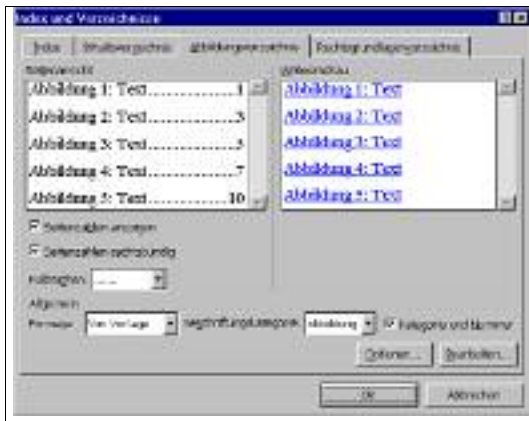 Index und Verzeichnisse
Index Inhaltsverzeichnis Abbildungsverzeichnis Rechtsgrundlagenverzeichnis
Seitenansicht
Abbildung 1: Text.................1
Abbildung 2: Text.................3
Abbildung 3: Text.................5
Abbildung 4: Text.................7
Abbildung 5: Text...............10
Abbildung 1: Text
Abbildung 2: Text
Abbildung 3: Text
Abbildung 4: Text
Abbildung 5: Text
Seitenzahlen anzeigen
Seitenzahlen rechtsbündig
Füllzeichen: ......
Allgemein
Formate: Von Vorlage Beschriftungskategorie: Abbildung Kategorie und Nummer
Optionen... Bearbeiten...
OK Abbrechen